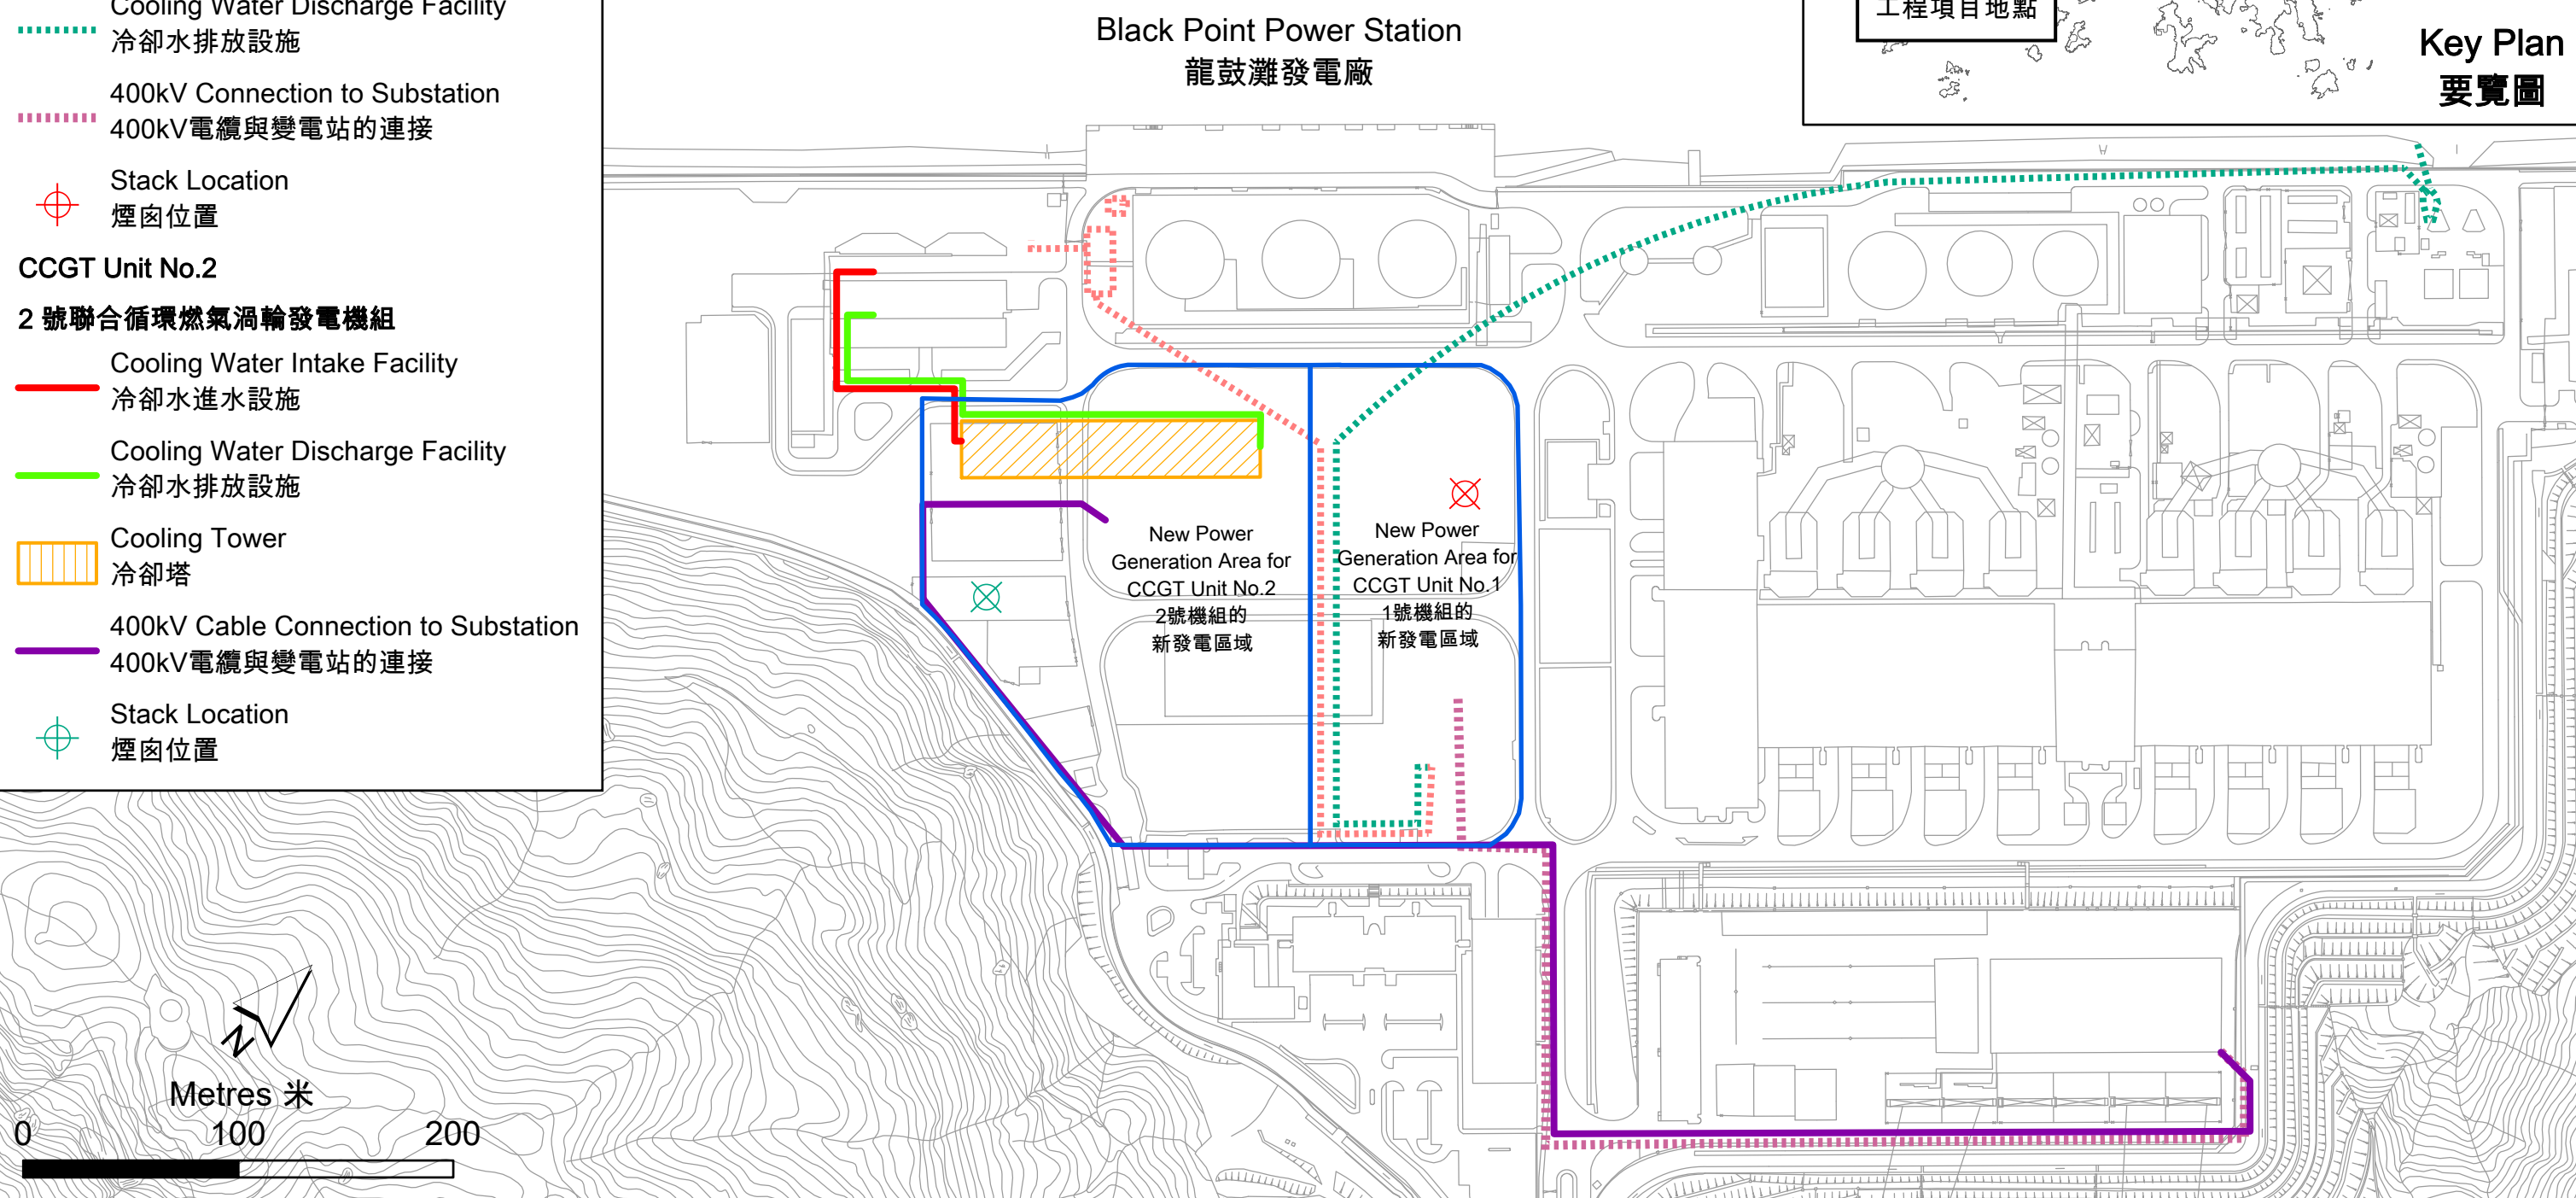 Cooling Water Discharge Facility
冷卻水排放設施
400kV Connection to Substation
400kV電纜與變電站的連接
Stack Location
煙囪位置
CCGT Unit No.2
2 號聯合循環燃氣渦輪發電機組
Cooling Water Intake Facility
冷卻水進水設施
Cooling Water Discharge Facility
冷卻水排放設施
Cooling Tower
冷卻塔
400kV Cable Connection to Substation
400kV電纜與變電站的連接
Stack Location
煙囪位置
Black Point Power Station
龍鼓灘發電廠
工程項目地點
Key Plan
要覽圖
New Power
Generation Area for
CCGT Unit No.2
2號機組的
新發電區域
New Power
Generation Area for
CCGT Unit No.1
1號機組的
新發電區域
N
Metres 米
0 100 200